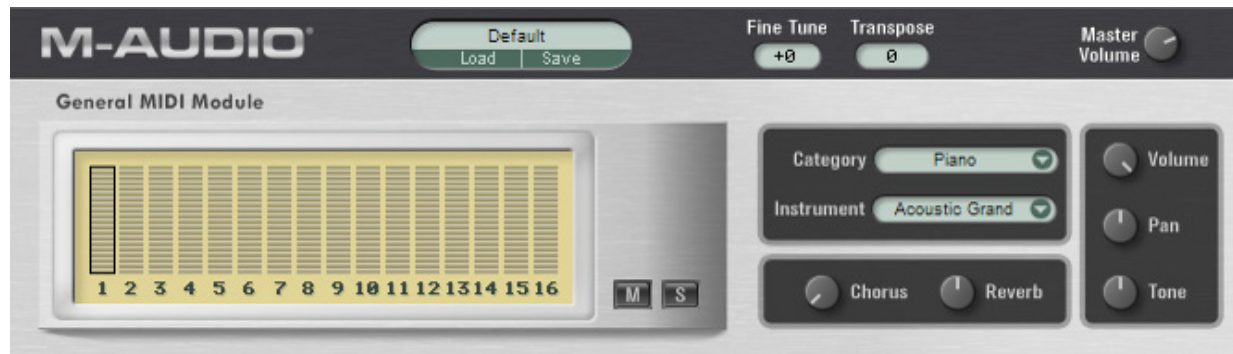 M-AUDIO
Default
Load Save
Fine Tune Transpose
+0 0
Master
Volume
General MIDI Module
1 2 3 4 5 6 7 8 9 10 11 12 13 14 15 16
M S
Category Piano
Instrument Acoustic Grand
Chorus Reverb
Volume
Pan
Tone